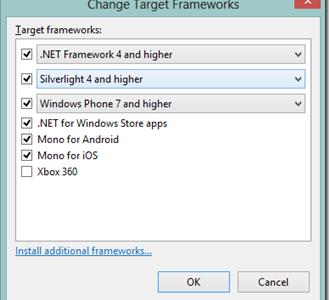 Change Target Frameworks
Target frameworks:
.NET Framework 4 and higher
Silverlight 4 and higher
Windows Phone 7 and higher
.NET for Windows Store apps
Mono for Android
Mono for iOS
Xbox 360
Install additional frameworks...
OK
Cancel